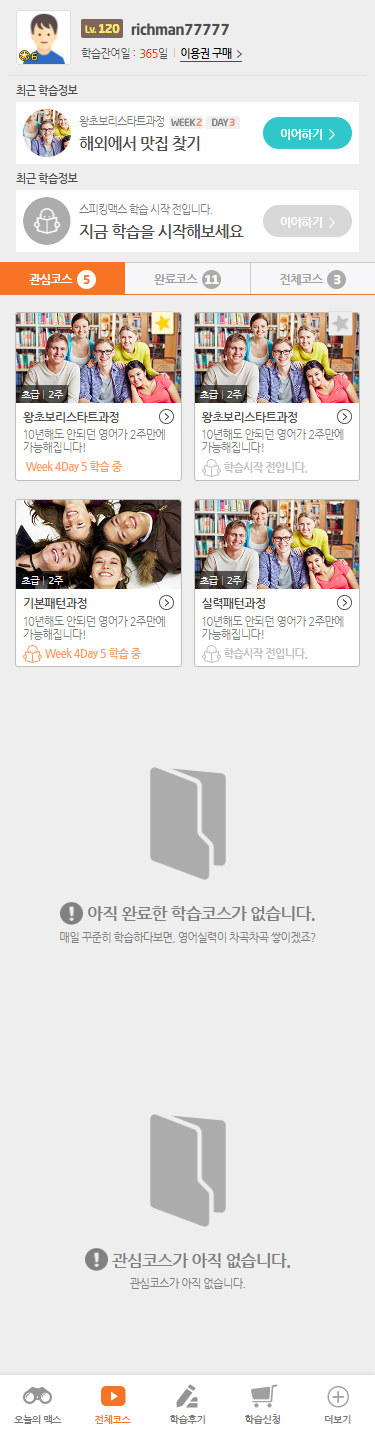 Lv. 120 richman77777
6
학습잔여일 : 365일 | 이용권 구매 >
최근 학습정보
왕초보리스타트과정 WEEK2 DAY3
해외에서 맛집 찾기
이어하기 >
최근 학습정보
스피킹맥스 학습 시작 전입니다.
지금 학습을 시작해보세요
이어하기 >
관심코스 5 완료코스 11 전체코스 3
초급 | 2주
왕초보리스타트과정
10년해도 안되던 영어가 2주만에
가능해집니다!
Week 4Day 5 학습 중
초급 | 2주
왕초보리스타트과정
10년해도 안되던 영어가 2주만에
가능해집니다!
학습시작 전입니다.
초급 | 2주
기본패턴과정
10년해도 안되던 영어가 2주만에
가능해집니다!
Week 4Day 5 학습 중
초급 | 2주
실력패턴과정
10년해도 안되던 영어가 2주만에
가능해집니다!
학습시작 전입니다.
아직 완료한 학습코스가 없습니다.
매일 꾸준히 학습하다보면, 영어실력이 차곡차곡 쌓이겠죠?
관심코스가 아직 없습니다.
관심코스가 아직 없습니다.
오늘의 맥스 전체코스 학습후기 학습신청 더보기